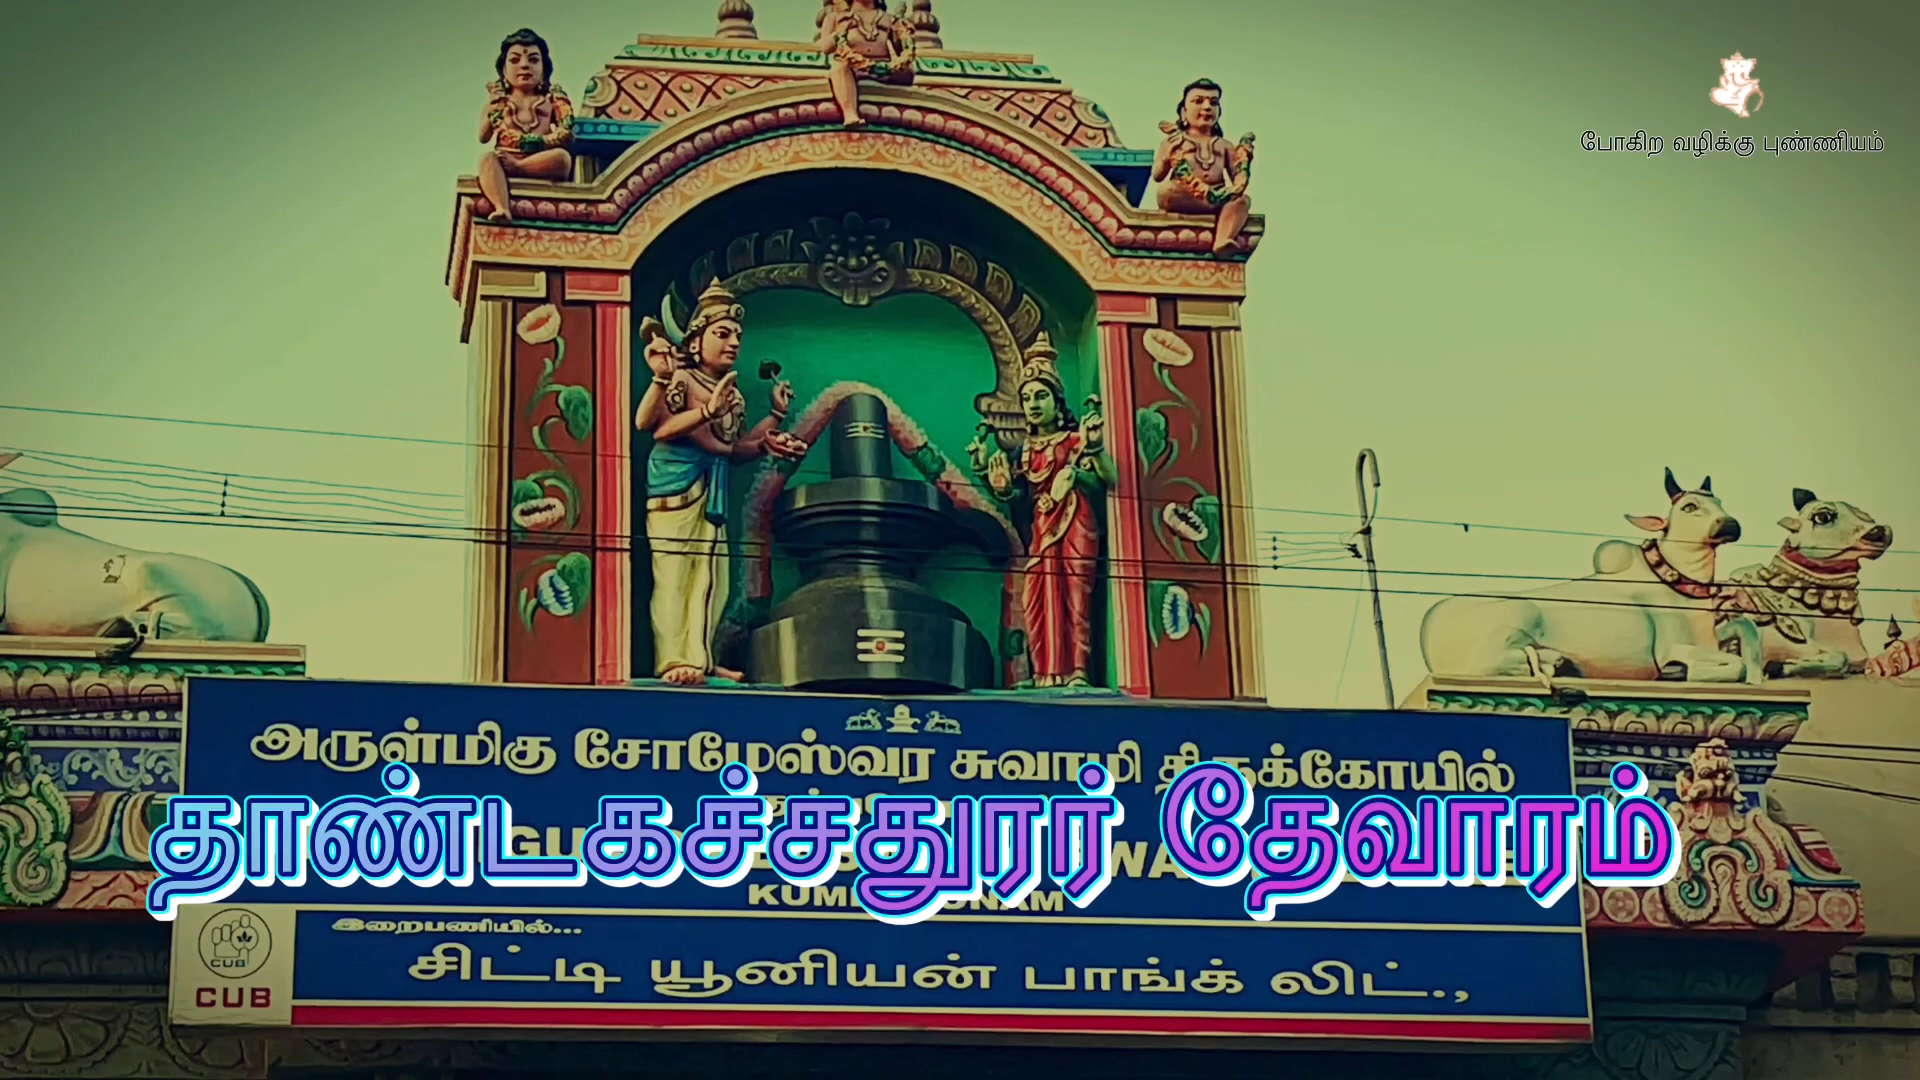 போகிற வழிக்கு புண்ணியம்
அருள்மிகு சோமேஸ்வர சுவாமி திருக்கோயில்
தாண்டகச்சதுரர் தேவாரம்
இறைபணியில்...
சிட்டி யூனியன் பாங்க் லிட்.,
CUB
CUB